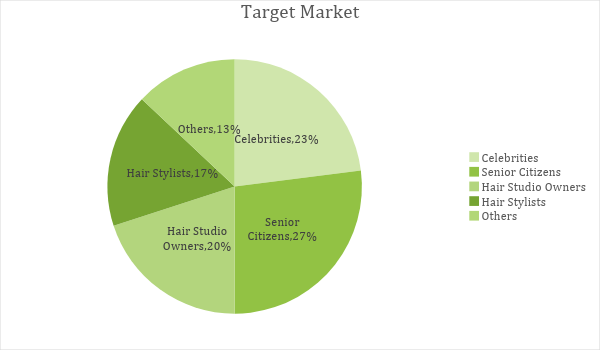 Target Market
Others,13%
Celebrities,23%
Hair Stylists,17%
Senior
Citizens,27%
Hair Studio
Owners,20%
Celebrities
Senior Citizens
Hair Studio Owners
Hair Stylists
Others